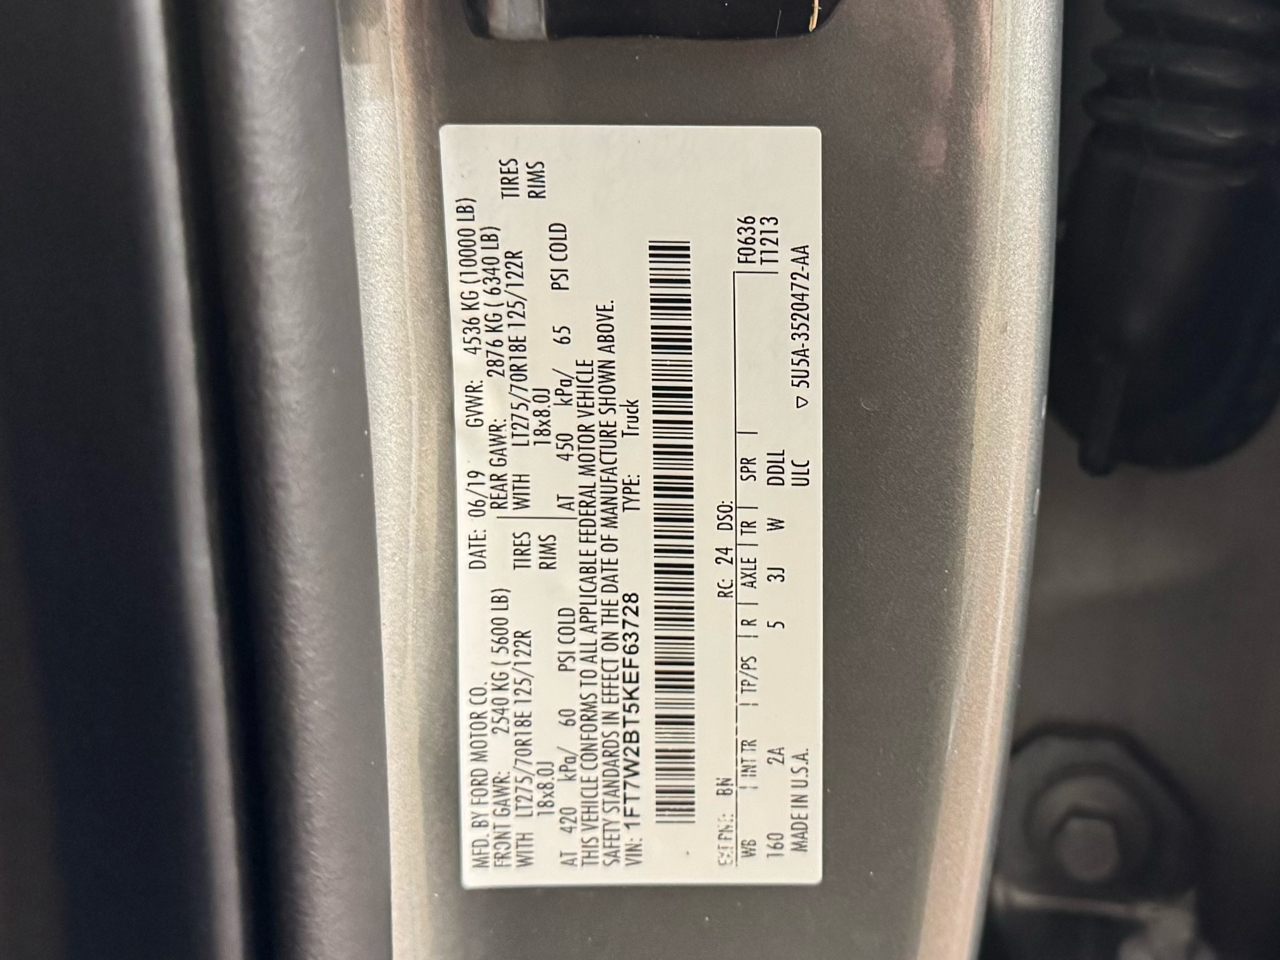 MFD. BY FORD MOTOR CO. DATE: 06/19 GVWR: 4536 KG (10000 LB)
FRONT GAWR: 2540 KG ( 5600 LB) REAR GAWR: 2876 KG ( 6340 LB)
WITH LT275/70R18E 125/122R TIRES WITH LT275/70R18E 125/122R TIRES
18x8.0J RIMS 18x8.0J RIMS
AT 420 kPa/ 60 PSI COLD AT 450 kPa/ 65 PSI COLD
THIS VEHICLE CONFORMS TO ALL APPLICABLE FEDERAL MOTOR VEHICLE
SAFETY STANDARDS IN EFFECT ON THE DATE OF MANUFACTURE SHOWN ABOVE.
VIN: 1FT7W2BT5KEF63728 TYPE: Truck
EXT PNT: BN RC: 24 DSO:
WB | INT TR | TP/PS | R | AXLE | TR | SPR | F0636
160 2A 5 3J W DDLL T1213
MADE IN U.S.A. ULC ▽ 5U5A-3520472-AA